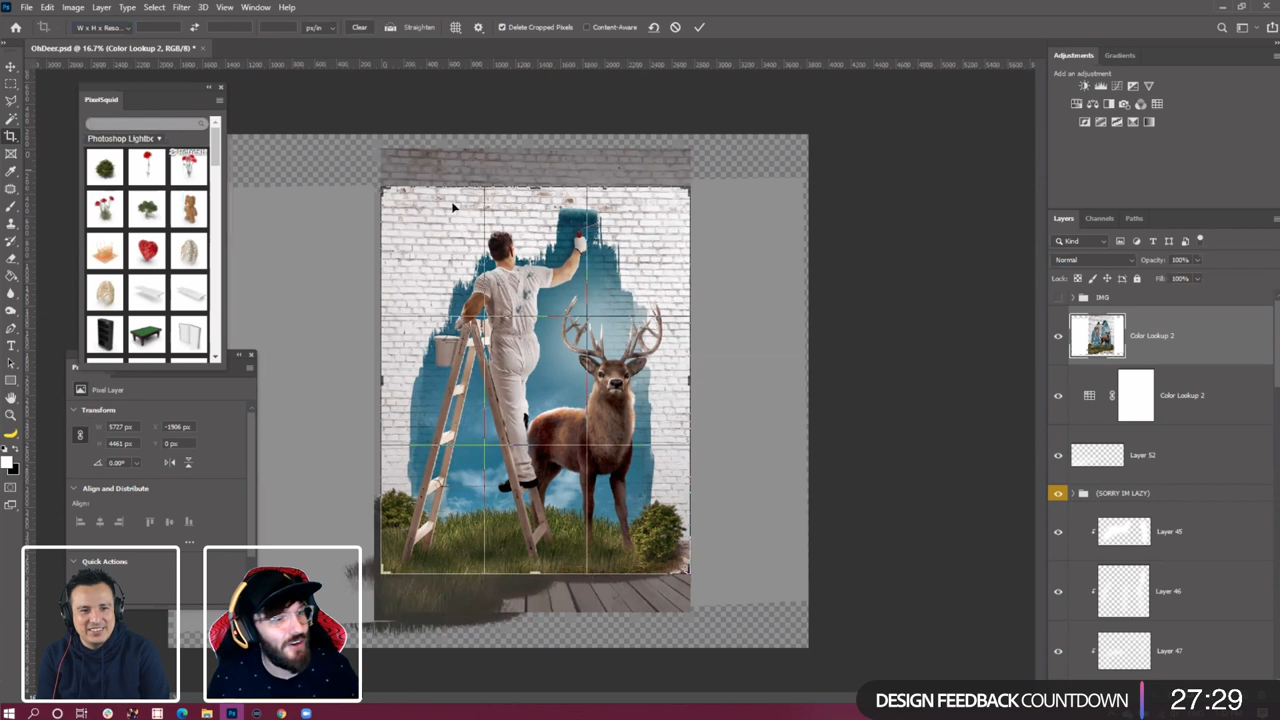 File Edit Image Layer Type Select Filter 3D View Window Help
W x H x Reso... px/in Clear Straighten Delete Cropped Pixels Content-Aware
OhDeer.psd @ 16.7% (Color Lookup 2, RGB/8) *
PixelSquid
Photoshop Lightbc
Pixel Layer
Transform
W: 5727 px X: -1906 px
H: 4461 px Y: 0 px
0.00°
Align and Distribute
Align:
Quick Actions
Adjustments Gradients
Add an adjustment
Layers Channels Paths
Kind
Normal Opacity: 100%
Lock: Fill: 100%
IMG
Color Lookup 2
Color Lookup 2
Layer 52
(SORRY IM LAZY)
Layer 45
Layer 46
Layer 47
DESIGN FEEDBACK COUNTDOWN 27:29